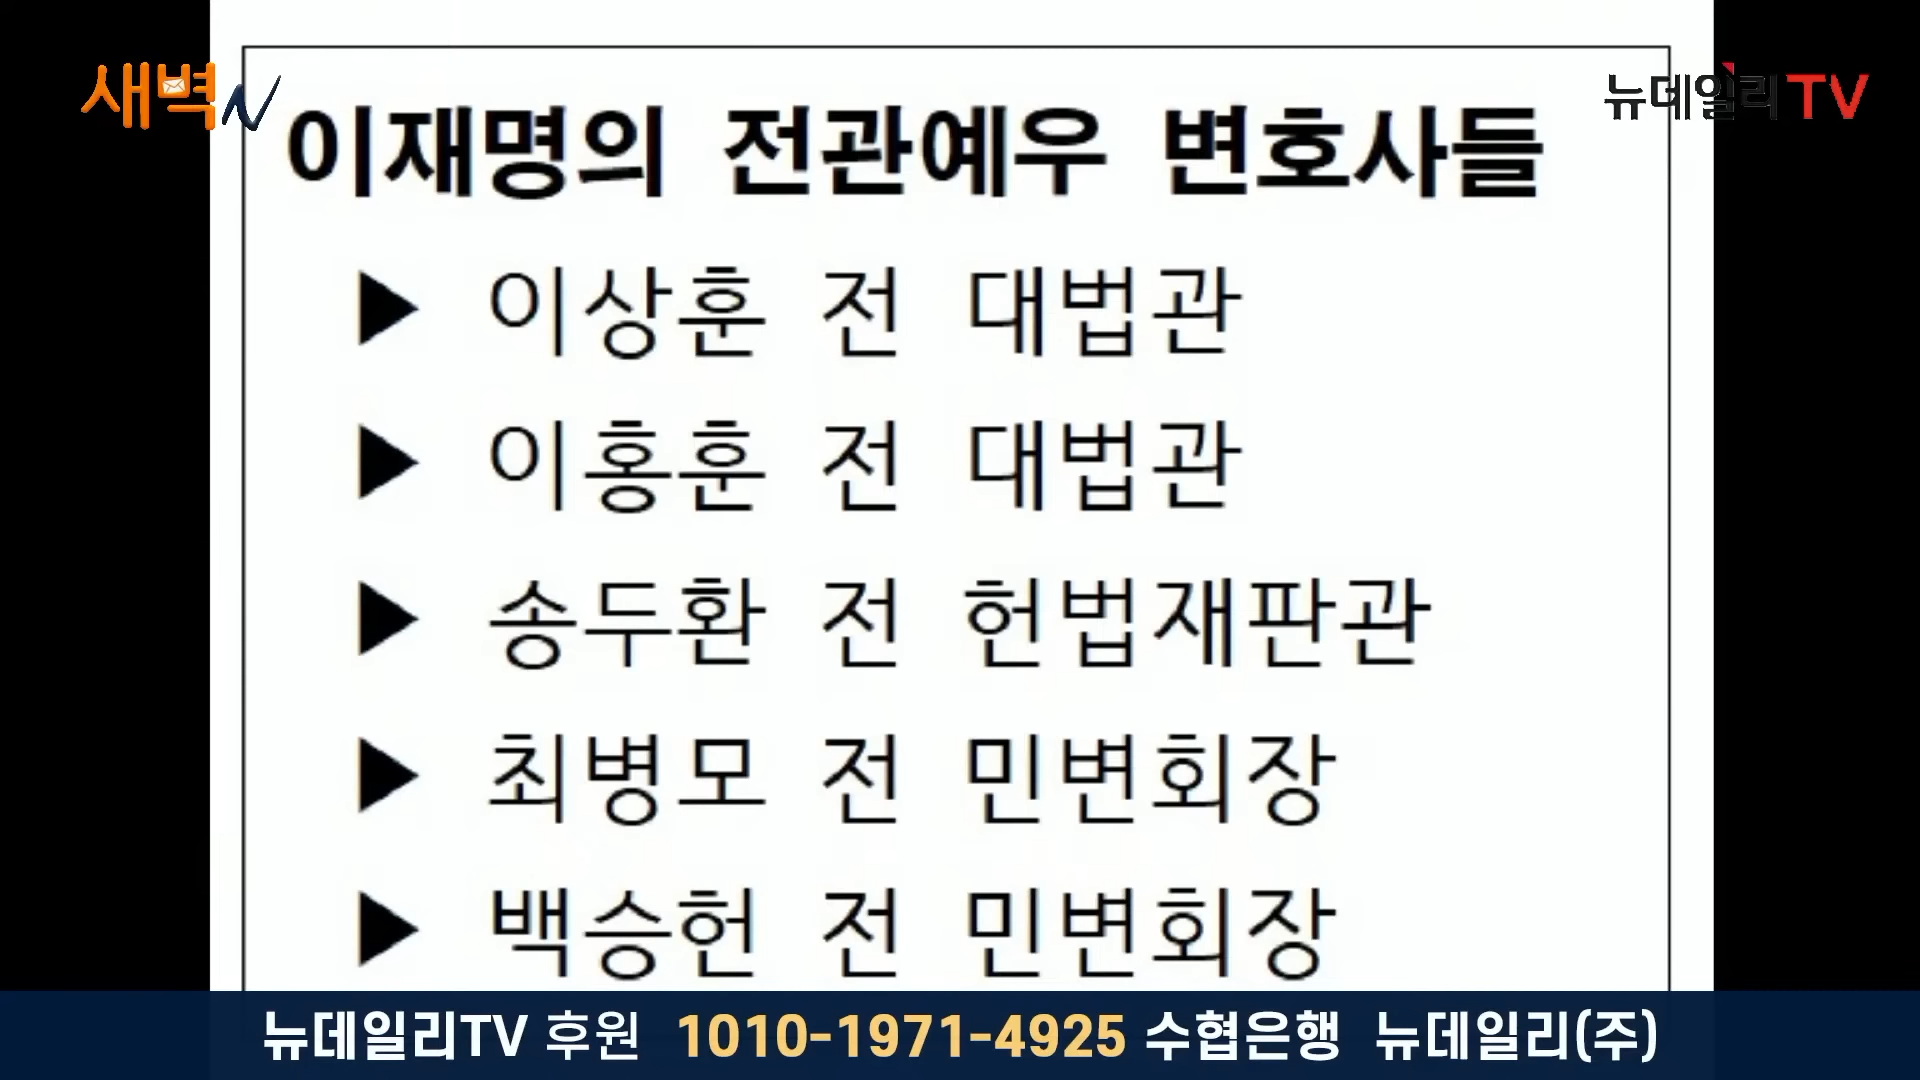 새벽N
뉴데일리TV
이재명의 전관예우 변호사들
▶ 이상훈 전 대법관
▶ 이홍훈 전 대법관
▶ 송두환 전 헌법재판관
▶ 최병모 전 민변회장
▶ 백승헌 전 민변회장
뉴데일리TV 후원 1010-1971-4925 수협은행 뉴데일리(주)